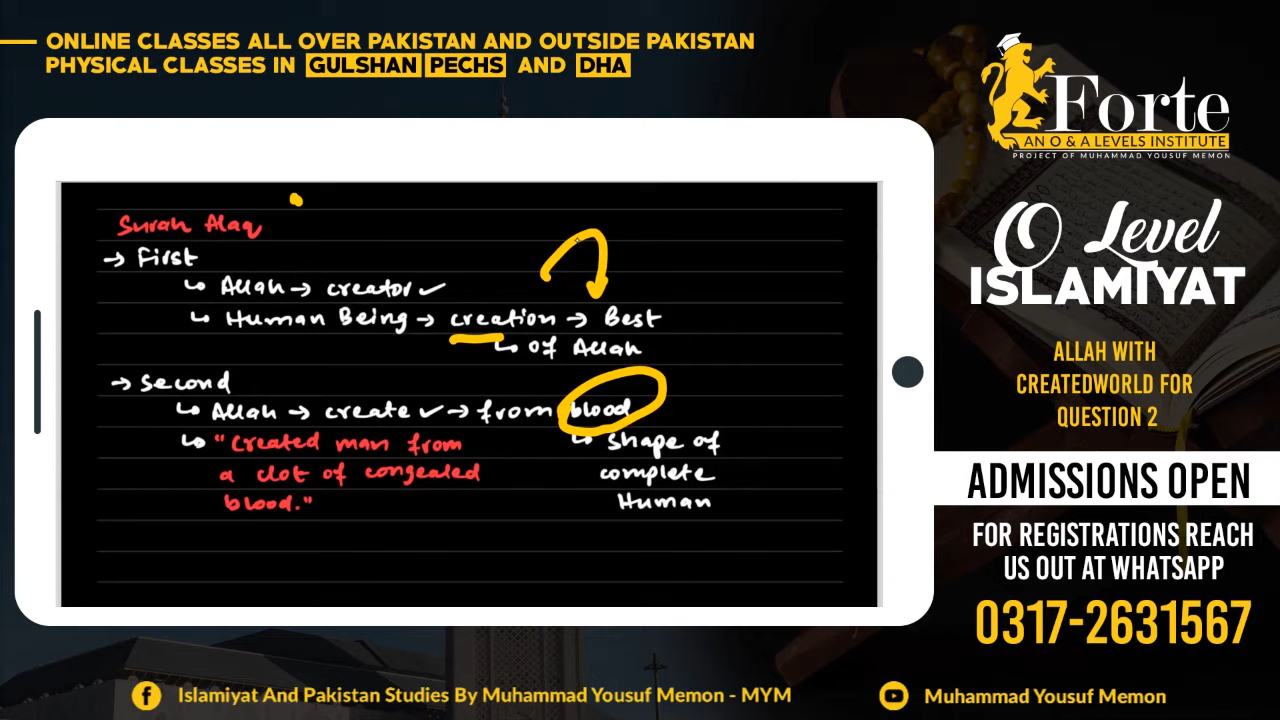 ONLINE CLASSES ALL OVER PAKISTAN AND OUTSIDE PAKISTAN
PHYSICAL CLASSES IN GULSHAN PECHS AND DHA
Forte
AN O & A LEVELS INSTITUTE
PROJECT OF MUHAMMAD YOUSUF MEMON
Surah Alaq
→ First
↳ Allah → creator ✓
↳ Human Being → creation → Best
↳ of Allah
→ Second
↳ Allah → create ✓ → from blood
↳ "Created man from
a clot of congealed
blood."
↳ shape of
complete
Human
O Level
ISLAMIYAT
ALLAH WITH
CREATEDWORLD FOR
QUESTION 2
ADMISSIONS OPEN
FOR REGISTRATIONS REACH
US OUT AT WHATSAPP
0317-2631567
Islamiyat And Pakistan Studies By Muhammad Yousuf Memon - MYM
Muhammad Yousuf Memon